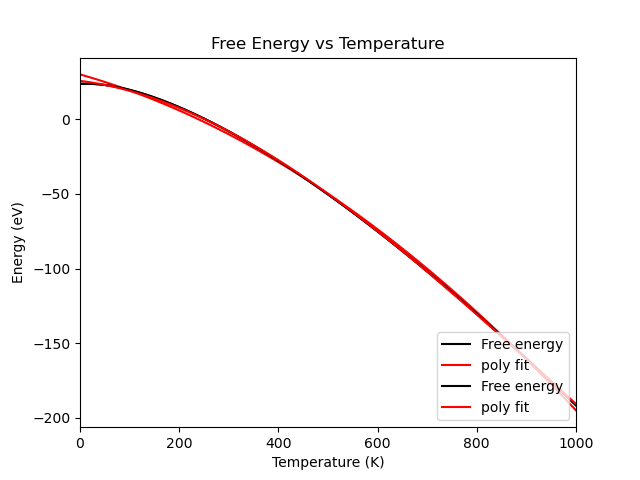 Free Energy vs Temperature
Energy (eV)
0
−50
−100
−150
−200
Free energy
poly fit
Free energy
poly fit
0 200 400 600 800 1000
Temperature (K)